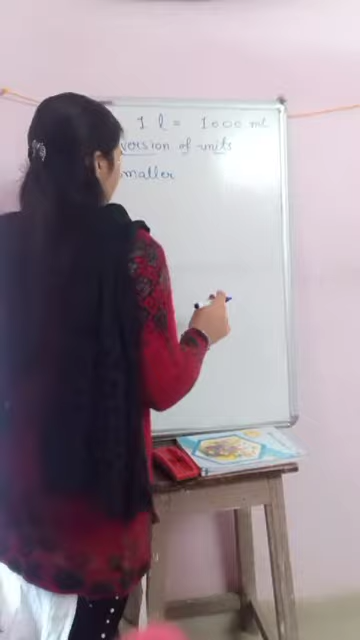 1 l = 1000 ml
version of units
maller